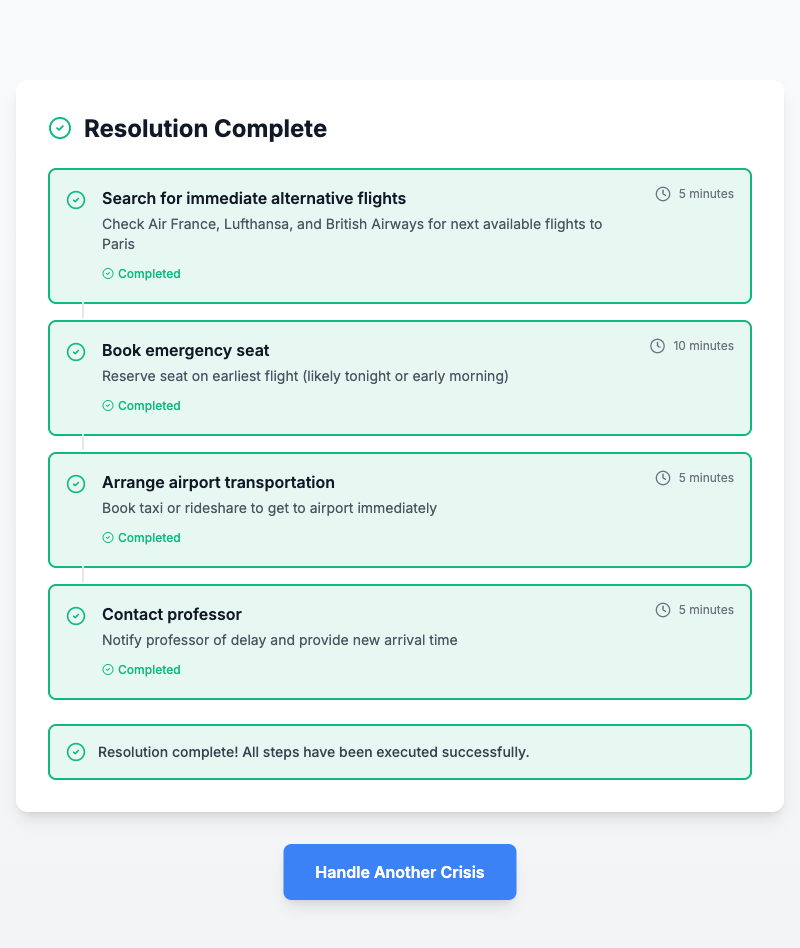 Resolution Complete
Search for immediate alternative flights
5 minutes
Check Air France, Lufthansa, and British Airways for next available flights to
Paris
Completed
Book emergency seat
10 minutes
Reserve seat on earliest flight (likely tonight or early morning)
Completed
Arrange airport transportation
5 minutes
Book taxi or rideshare to get to airport immediately
Completed
Contact professor
5 minutes
Notify professor of delay and provide new arrival time
Completed
Resolution complete! All steps have been executed successfully.
Handle Another Crisis